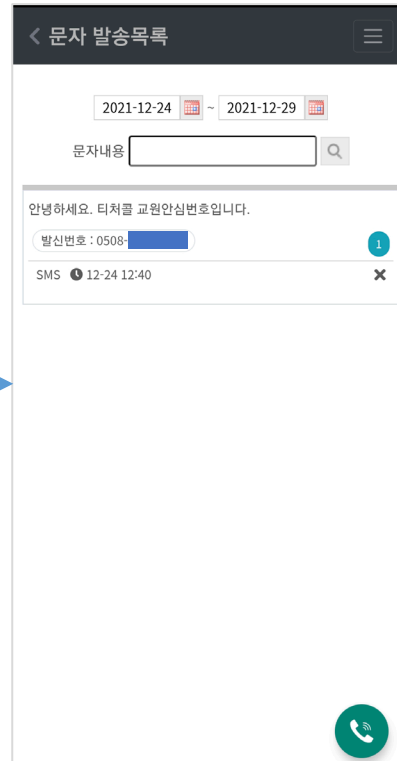 문자 발송목록
2021-12-24 ~ 2021-12-29
문자내용
안녕하세요. 티처콜 교원안심번호입니다.
발신번호 : 0508-
1
SMS 12-24 12:40